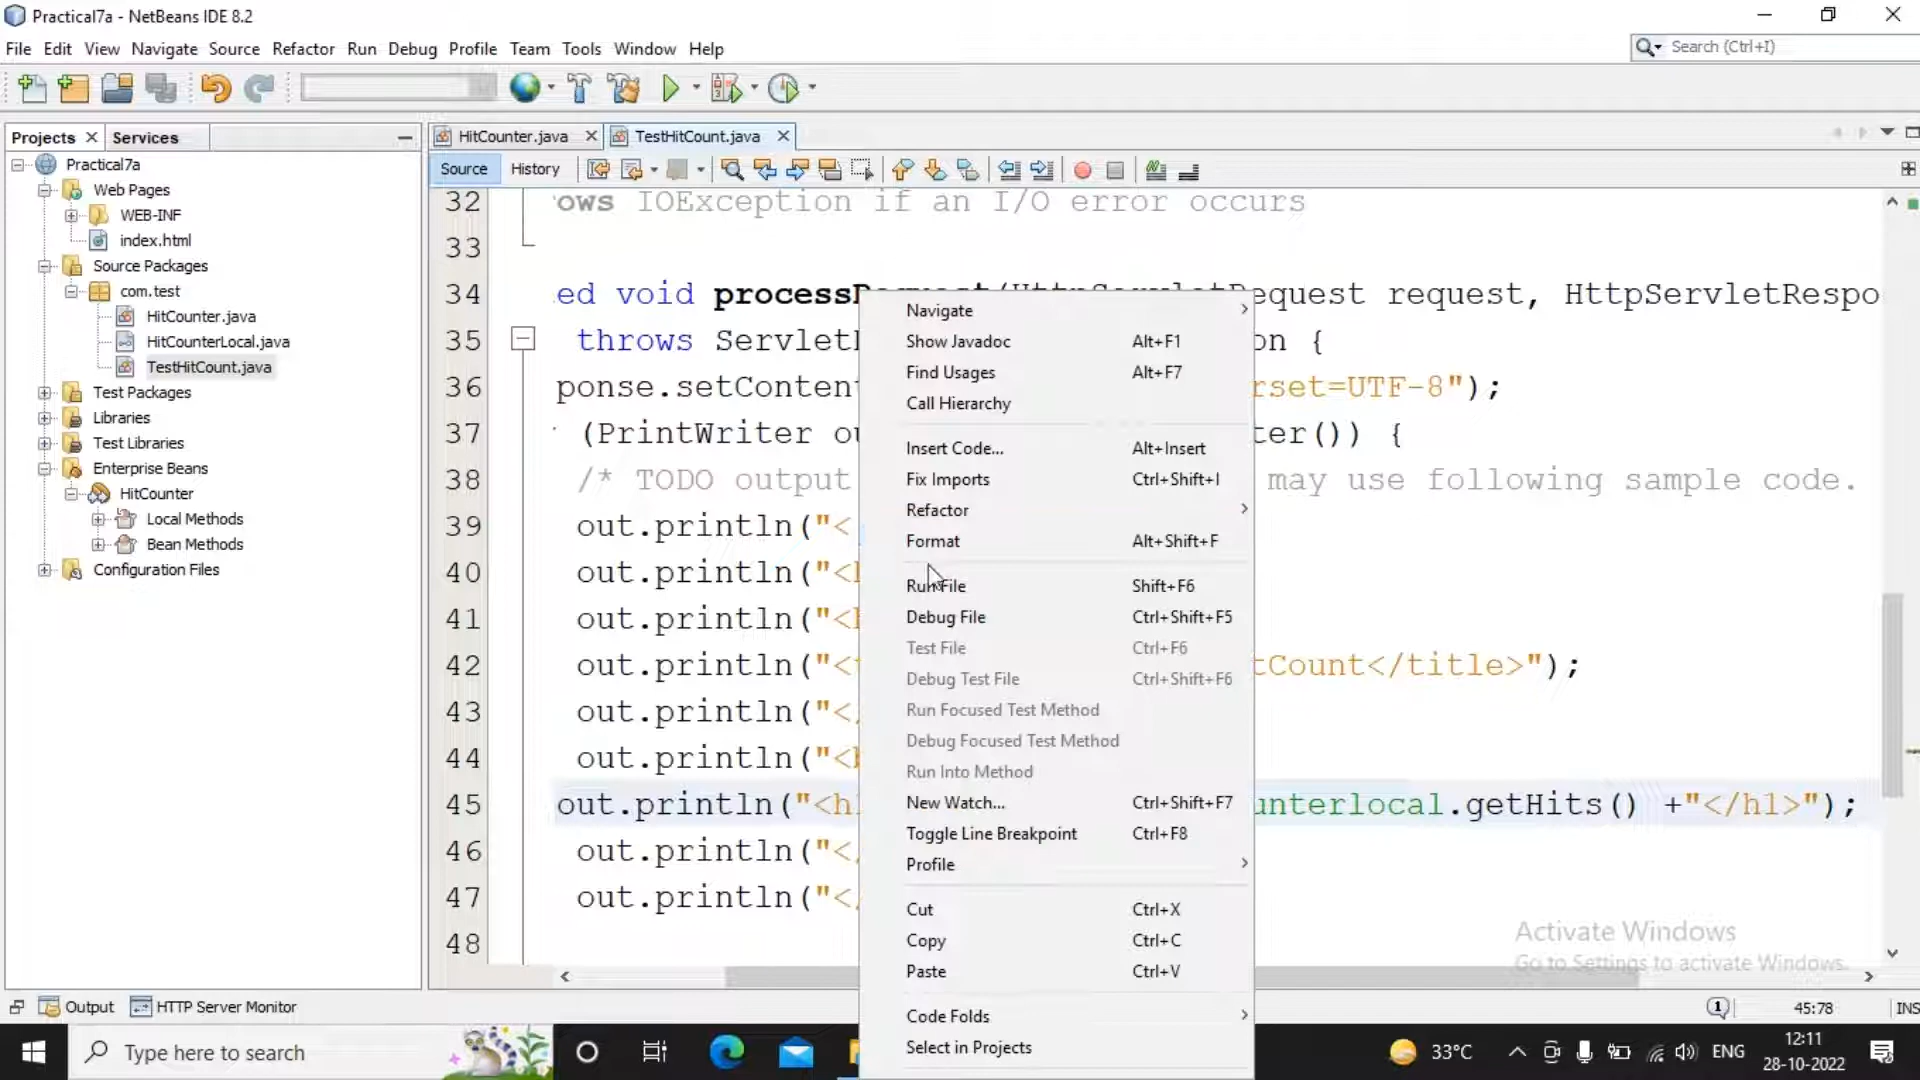 Practical7a - NetBeans IDE 8.2
File Edit View Navigate Source Refactor Run Debug Profile Team Tools Window Help
Search (Ctrl+I)
Projects Services
Practical7a
Web Pages
WEB-INF
index.html
Source Packages
com.test
HitCounter.java
HitCounterLocal.java
TestHitCount.java
Test Packages
Libraries
Test Libraries
Enterprise Beans
HitCounter
Local Methods
Bean Methods
Configuration Files
HitCounter.java TestHitCount.java
Source History
32 ows IOException if an I/O error occurs
33
34 ed void processRequest(HttpServletRequest request, HttpServletRespo
35 throws Servlet on {
36 ponse.setContent rset=UTF-8");
37 (PrintWriter ou ter()) {
38 /* TODO output may use following sample code.
39 out.println("<
40 out.println("<
41 out.println("<
42 out.println("<t tCount</title>");
43 out.println("</
44 out.println("<b
45 out.println("<h unterlocal.getHits() +"</h1>");
46 out.println("</
47 out.println("</
48
Navigate
Show Javadoc Alt+F1
Find Usages Alt+F7
Call Hierarchy
Insert Code... Alt+Insert
Fix Imports Ctrl+Shift+I
Refactor
Format Alt+Shift+F
Run File Shift+F6
Debug File Ctrl+Shift+F5
Test File Ctrl+F6
Debug Test File Ctrl+Shift+F6
Run Focused Test Method
Debug Focused Test Method
Run Into Method
New Watch... Ctrl+Shift+F7
Toggle Line Breakpoint Ctrl+F8
Profile
Cut Ctrl+X
Copy Ctrl+C
Paste Ctrl+V
Code Folds
Select in Projects
Activate Windows
Go to Settings to activate Windows.
Output HTTP Server Monitor
1 45:78 INS
Type here to search
33°C ENG
12:11
28-10-2022